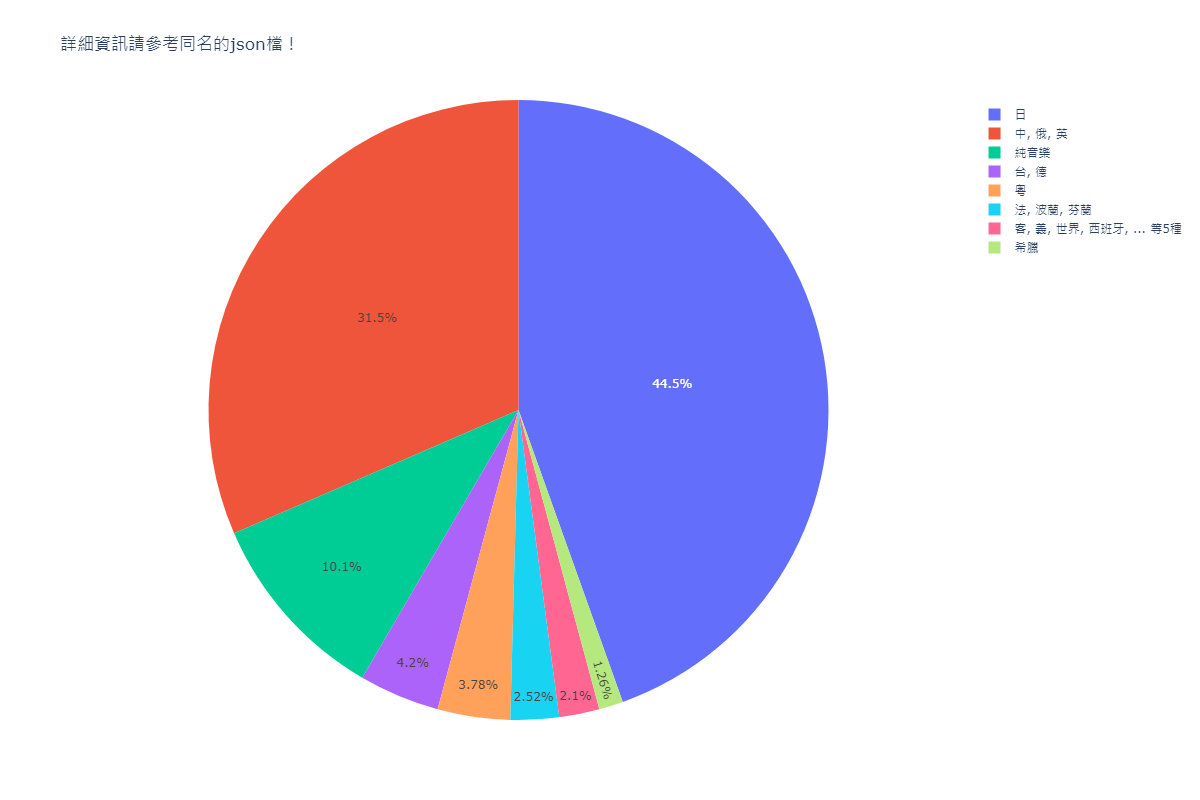 詳細資訊請參考同名的json檔！
日
中, 俄, 英
純音樂
台, 德
粵
法, 波蘭, 芬蘭
客, 義, 世界, 西班牙, ... 等5種
希臘
44.5%
31.5%
10.1%
4.2%
3.78%
2.52%
2.1%
1.26%